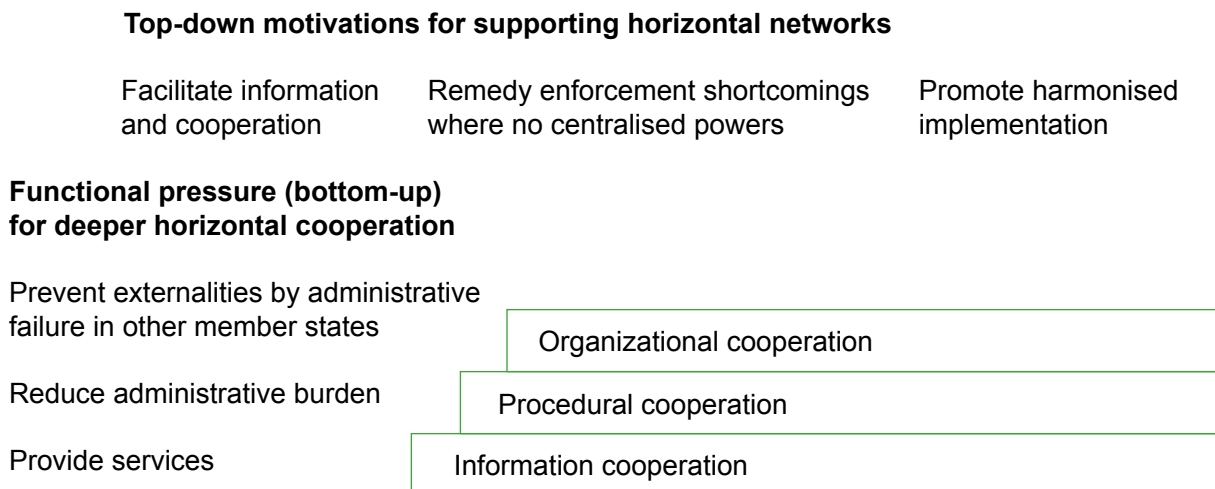 Top-down motivations for supporting horizontal networks
Facilitate information
and cooperation
Remedy enforcement shortcomings
where no centralised powers
Promote harmonised
implementation
Functional pressure (bottom-up)
for deeper horizontal cooperation
Prevent externalities by administrative
failure in other member states
Organizational cooperation
Reduce administrative burden
Procedural cooperation
Provide services
Information cooperation